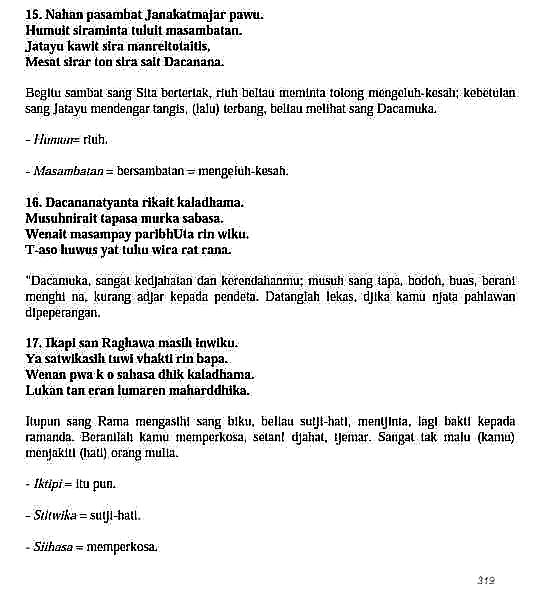 15. Nahan pasambat Janakatmajar pawu.
Humuit siraminta tuluit masambatan.
Jatayu kawit sira manreitotaitis,
Mesat sirar ton sira sait Dacanana.
Begitu sambat sang Sita berteriak, riuh beliau meminta tolong mengeluh-kesah; kebetulan
sang Jatayu mendengar tangis, (lalu) terbang, beliau melihat sang Dacamuka.
- Humun= riuh.
- Masambatan = bersambatan = mengeluh-kesah.
16. Dacananatyanta rikait kaladhama.
Musuhnirait tapasa murka sabasa.
Wenait masampay paribhUta rin wiku.
T-aso huwus yat tuhu wira rat rana.
"Dacamuka, sangat kedjahatan dan kerendahanmu; musuh sang tapa, bodoh, buas, berani
menghi na, kurang adjar kepada pendeta. Datanglah lekas, djika kamu njata pahlawan
dipeperangan.
17. Ikapi san Raghawa masih inwiku.
Ya satwikasih tuwi vhakti rin bapa.
Wenan pwa k o sahasa dhik kaladhama.
Lukan tan eran lumaren maharddhika.
Itupun sang Rama mengasihi sang biku, beliau sutji-hati, mentjinta, lagi bakti kepada
ramanda. Beranilah kamu memperkosa, setan! djahat, tjemar. Sangat tak malu (kamu)
menjakiti (hati) orang mulia.
- Iktipi = itu pun.
- Stitwika = sutji-hati.
- Siihasa = memperkosa.
319